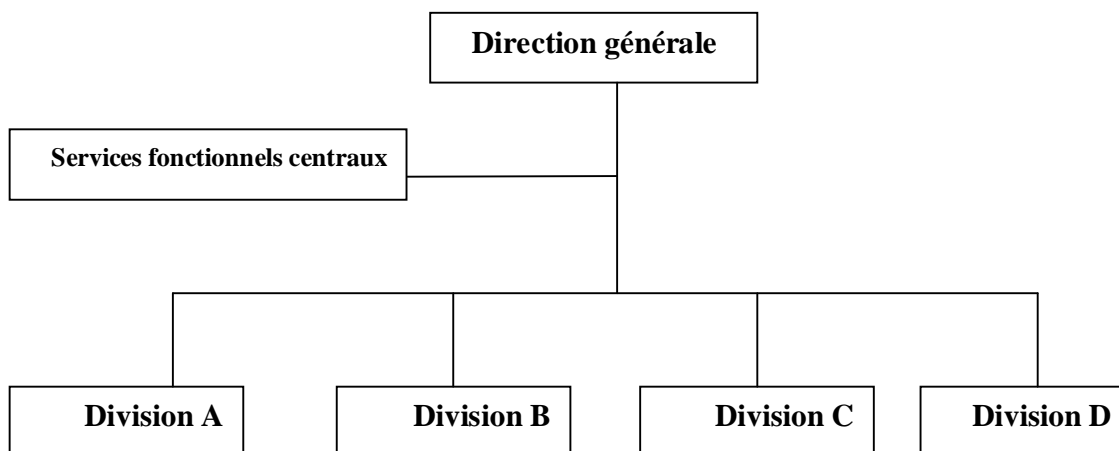 Direction générale
Services fonctionnels centraux
Division A
Division B
Division C
Division D